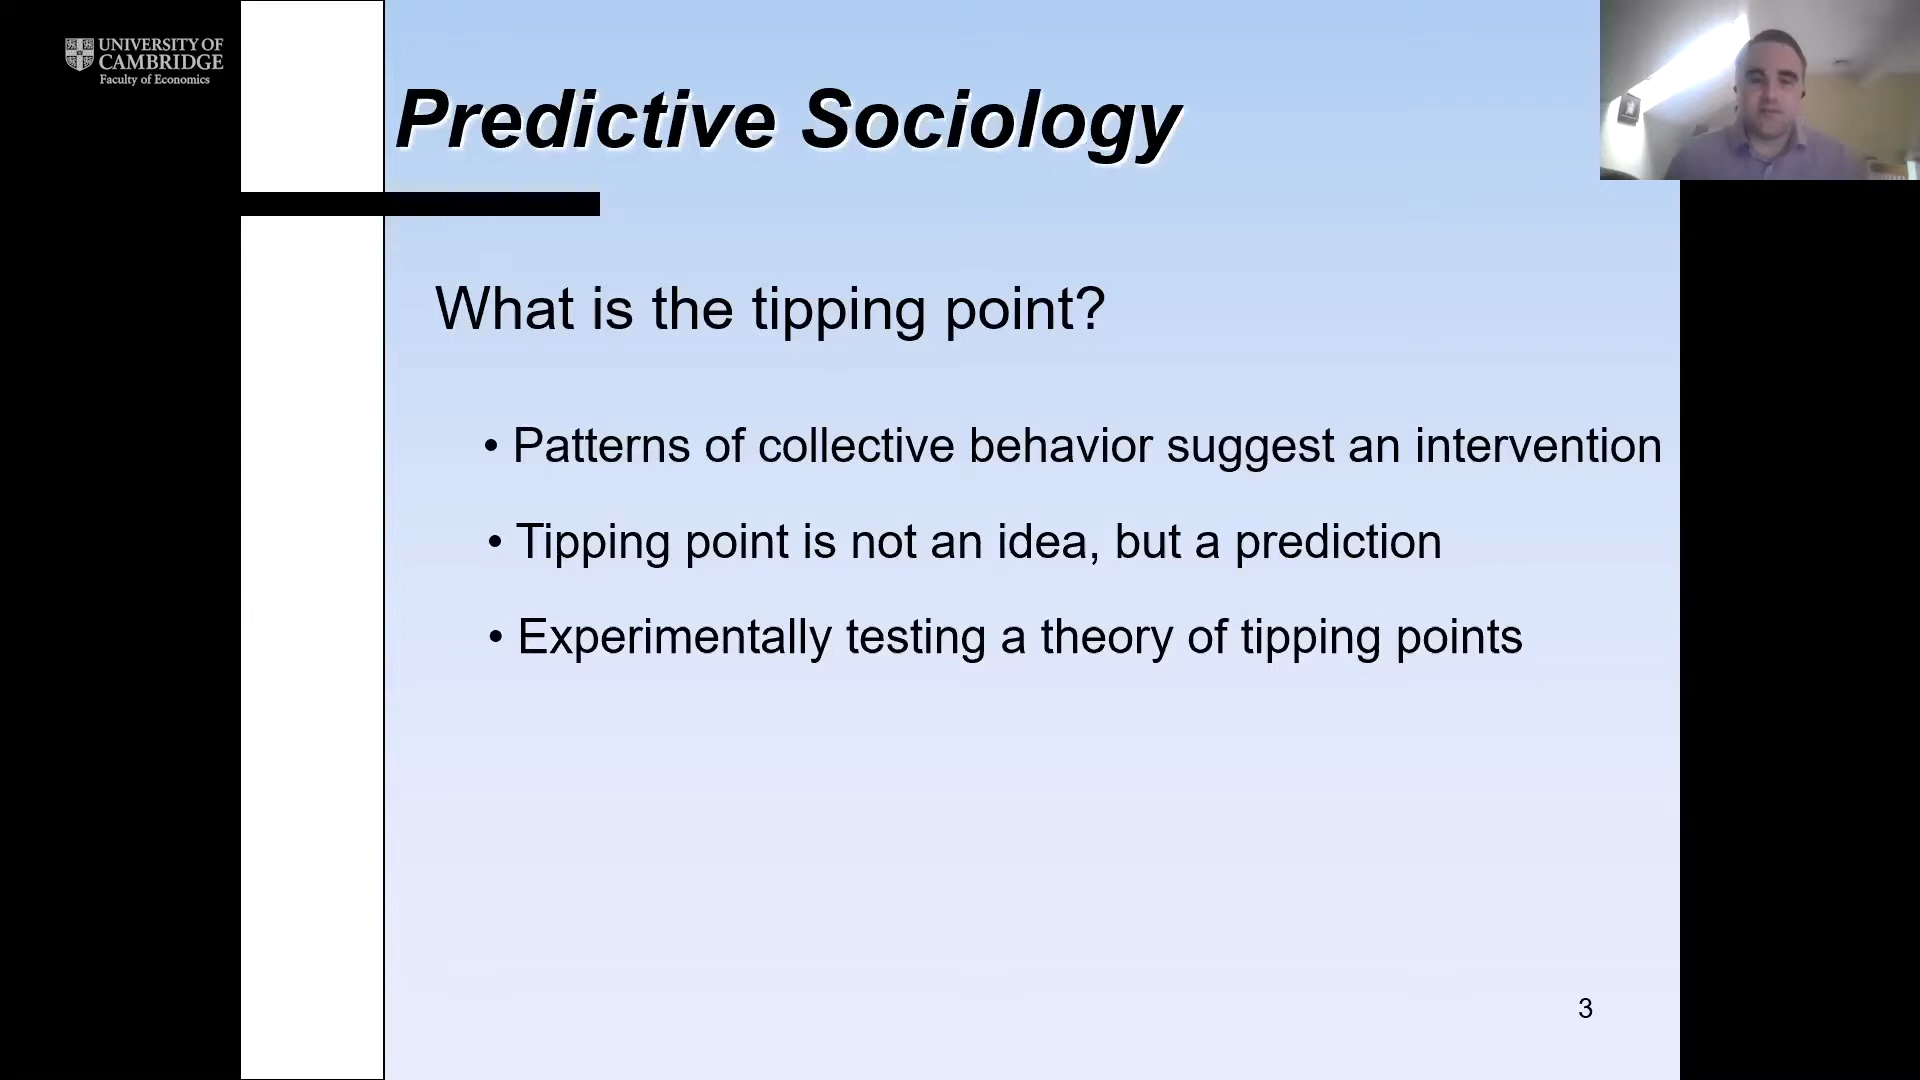 UNIVERSITY OF
CAMBRIDGE
Faculty of Economics
Predictive Sociology
What is the tipping point?
• Patterns of collective behavior suggest an intervention
• Tipping point is not an idea, but a prediction
• Experimentally testing a theory of tipping points
3